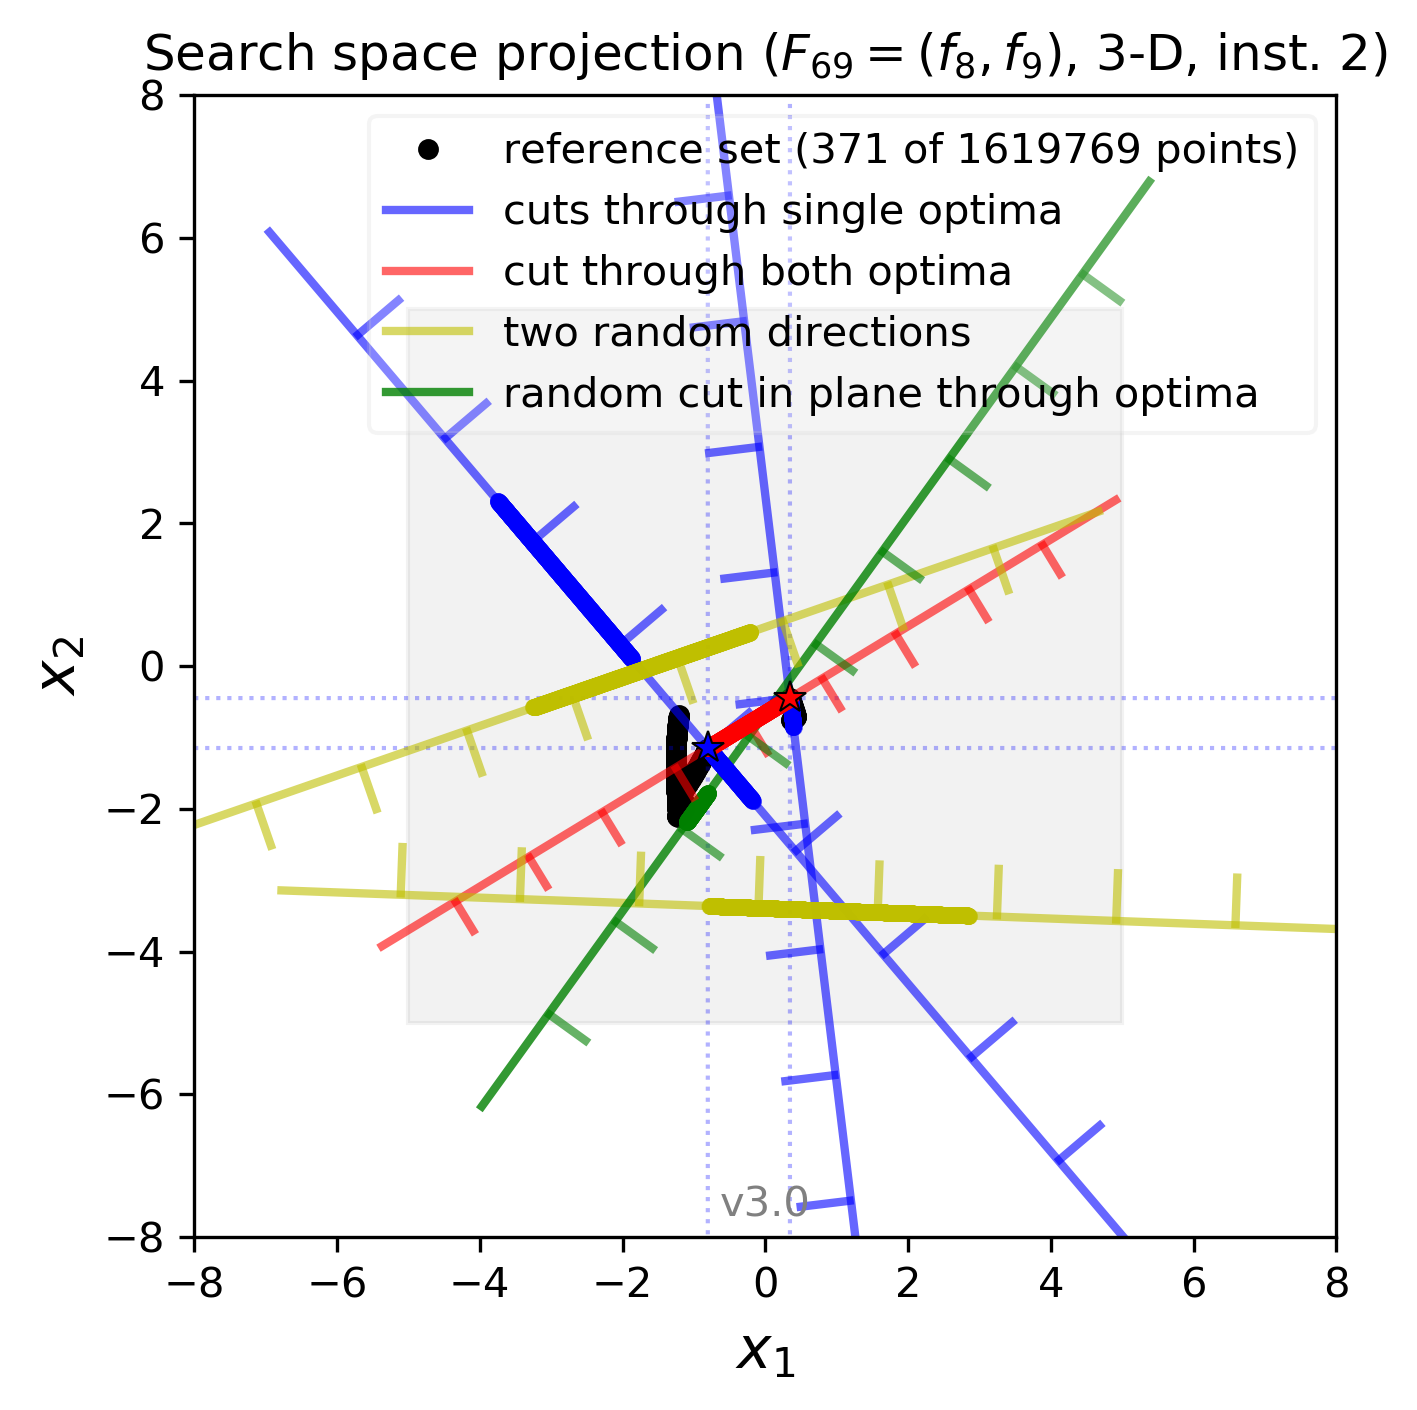 Search space projection (F₆₉ = (f₈, f₉), 3-D, inst. 2)
reference set (371 of 1619769 points)
cuts through single optima
cut through both optima
two random directions
random cut in plane through optima
8
6
4
2
0
−2
−4
−6
−8
x₂
v3.0
−8 −6 −4 −2 0 2 4 6 8
x₁